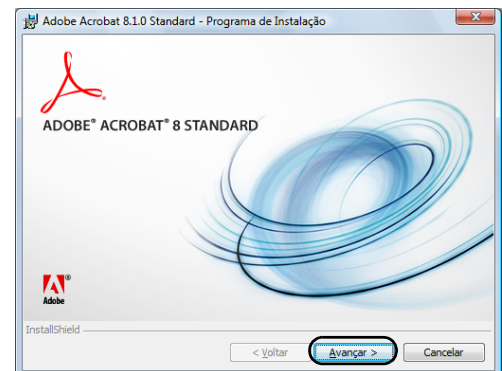 Adobe Acrobat 8.1.0 Standard - Programa de Instalação
ADOBE® ACROBAT® 8 STANDARD
Adobe
InstallShield
< Voltar Avançar > Cancelar